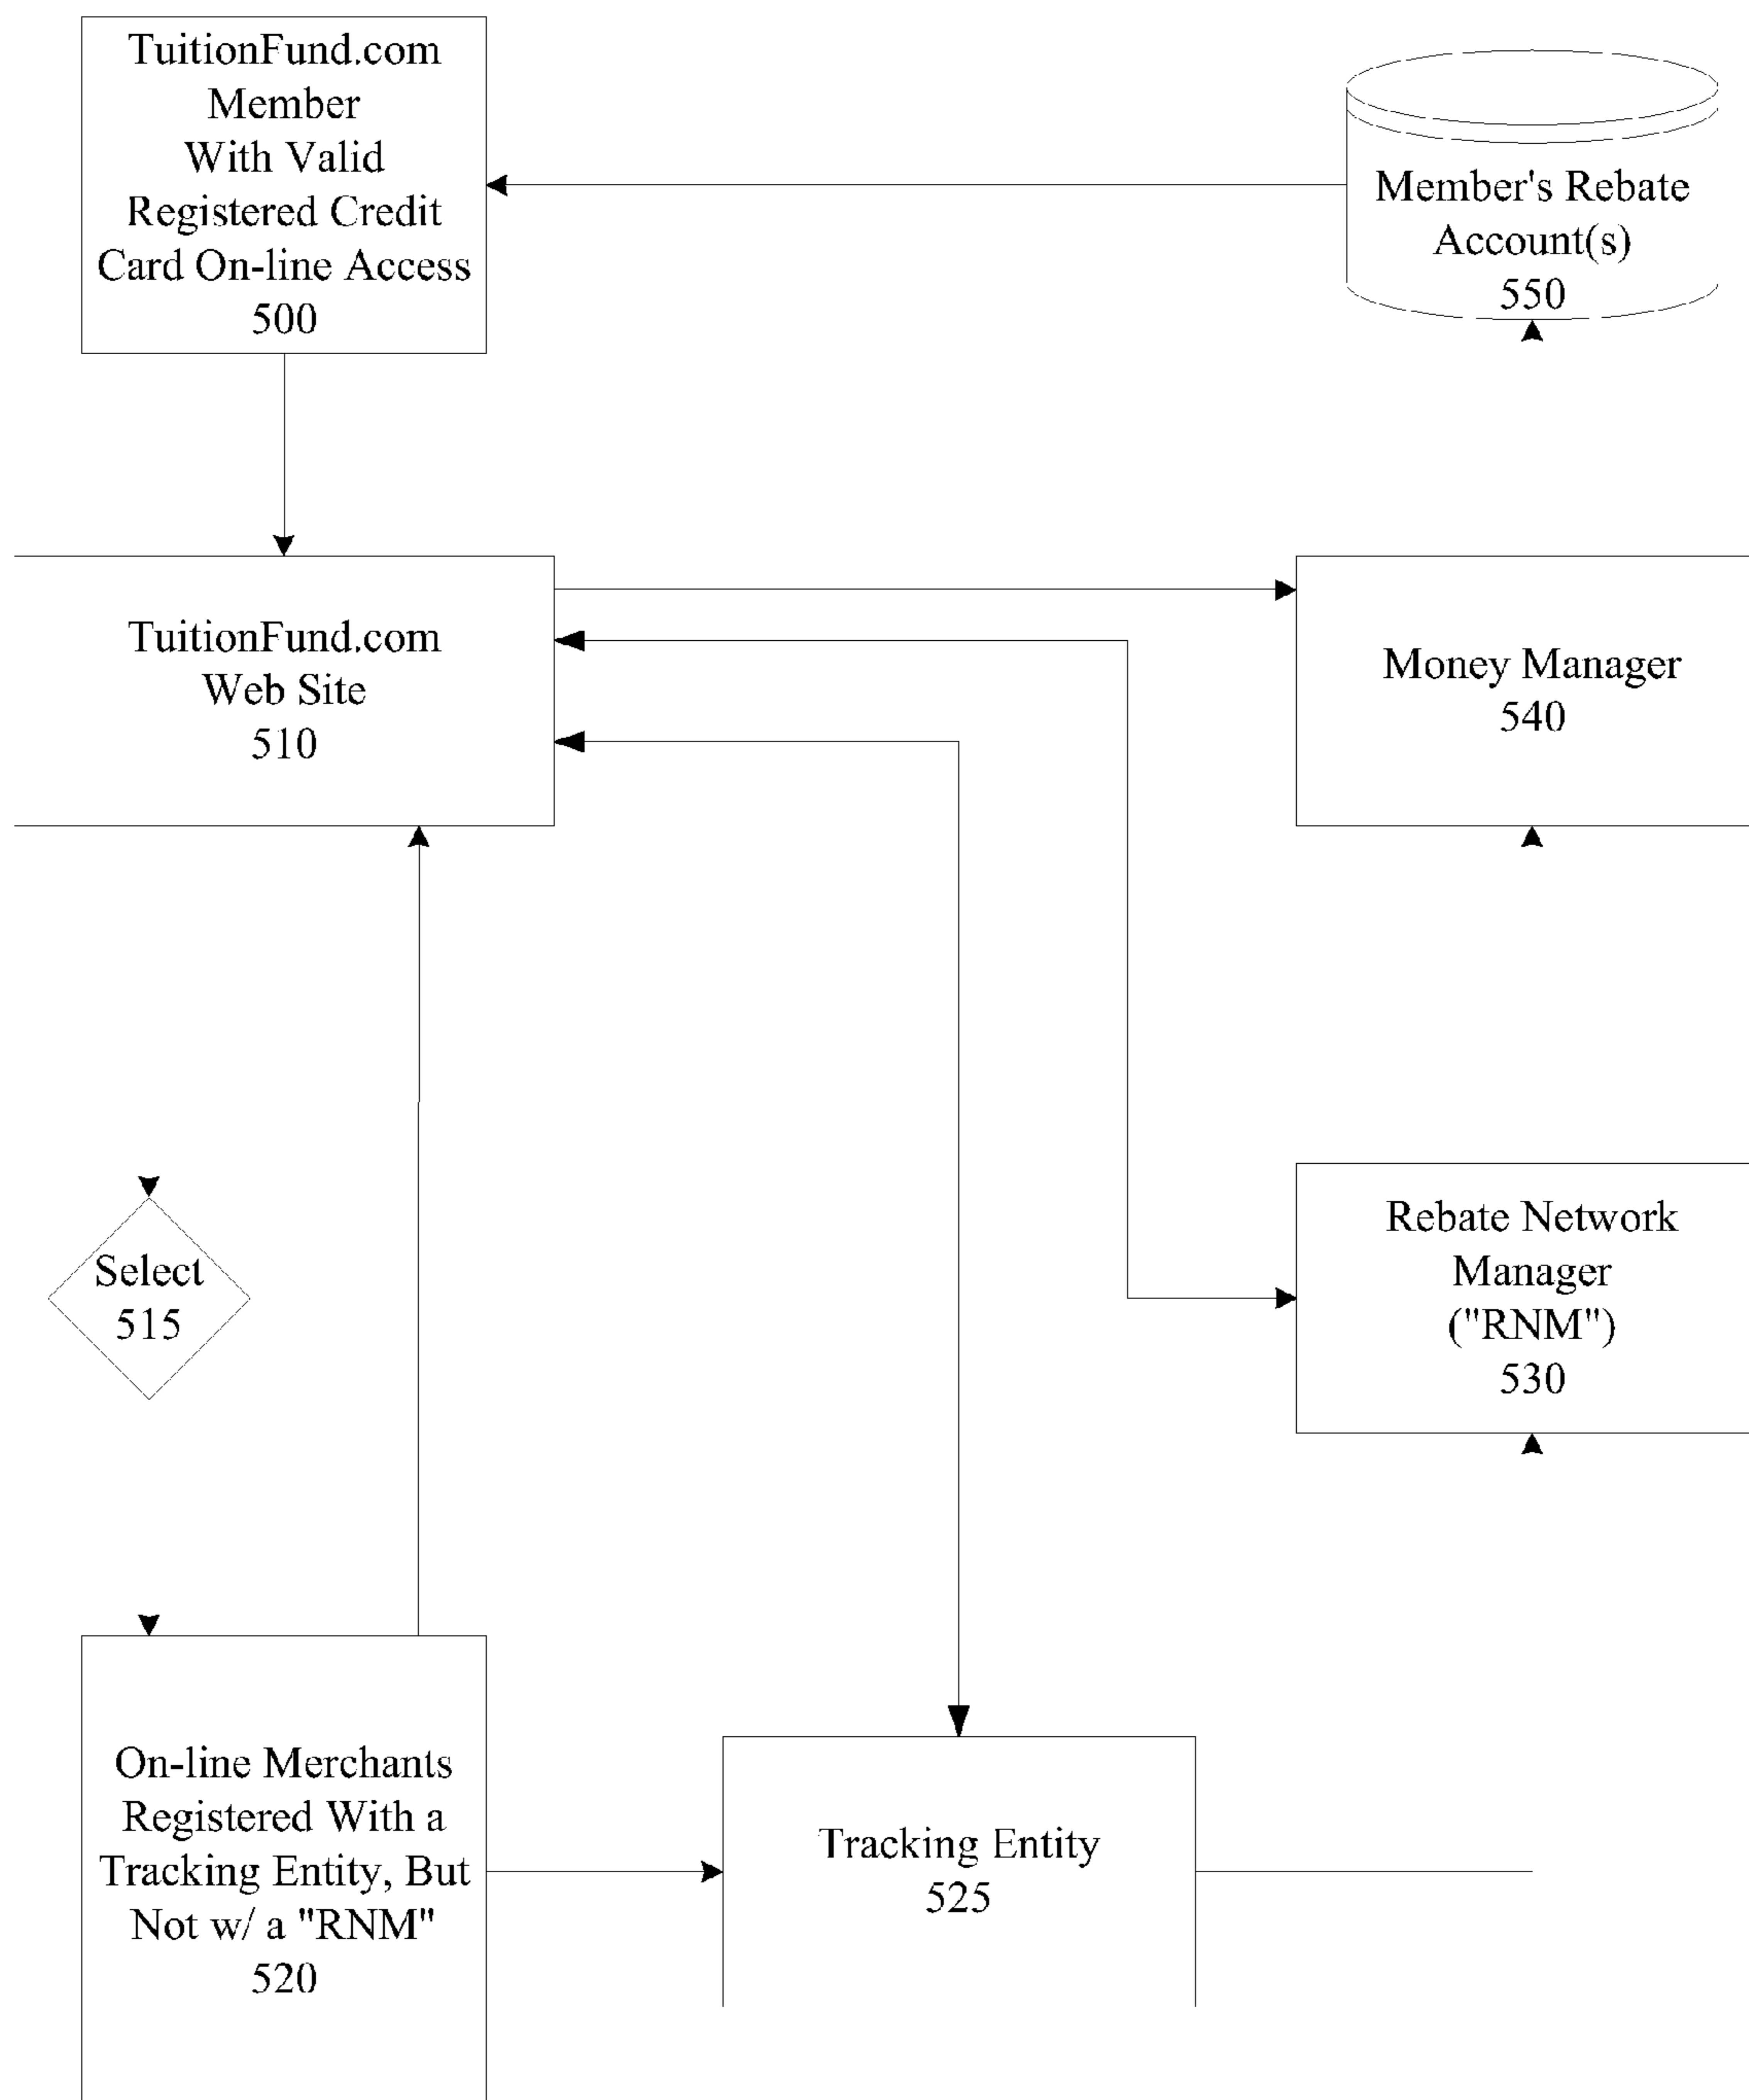 TuitionFund.com
Member
With Valid
Registered Credit
Card On-line Access
500
Member's Rebate
Account(s)
550
TuitionFund.com
Web Site
510
Money Manager
540
Select
515
Rebate Network
Manager
("RNM")
530
On-line Merchants
Registered With a
Tracking Entity, But
Not w/ a "RNM"
520
Tracking Entity
525